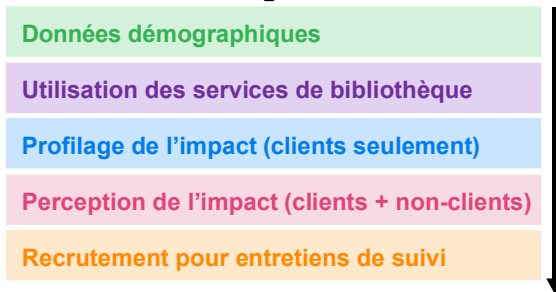 Données démographiques
Utilisation des services de bibliothèque
Profilage de l’impact (clients seulement)
Perception de l’impact (clients + non-clients)
Recrutement pour entretiens de suivi